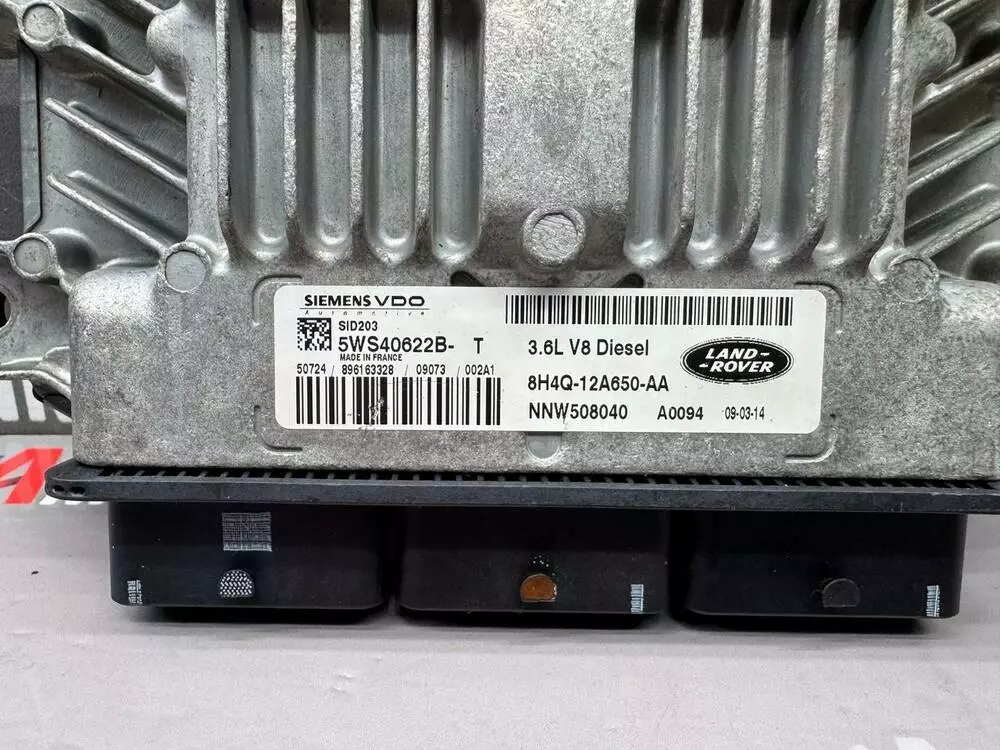 SIEMENS VDO
Automotive
SID203
5WS40622B- T
MADE IN FRANCE
50724 896163328 09073 002A1
3.6L V8 Diesel
LAND-
-ROVER
8H4Q-12A650-AA
NNW508040 A0094 09-03-14